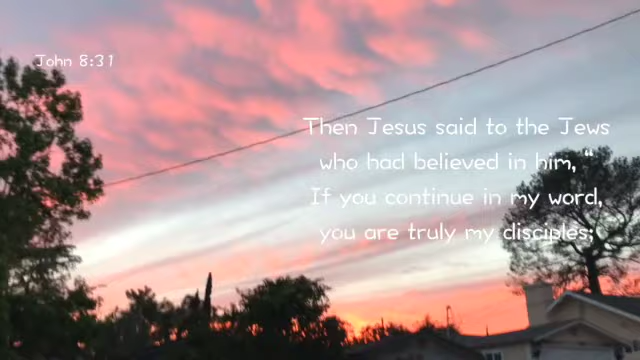 John 8:31
Then Jesus said to the Jews
who had believed in him, "
If you continue in my word,
you are truly my disciples;